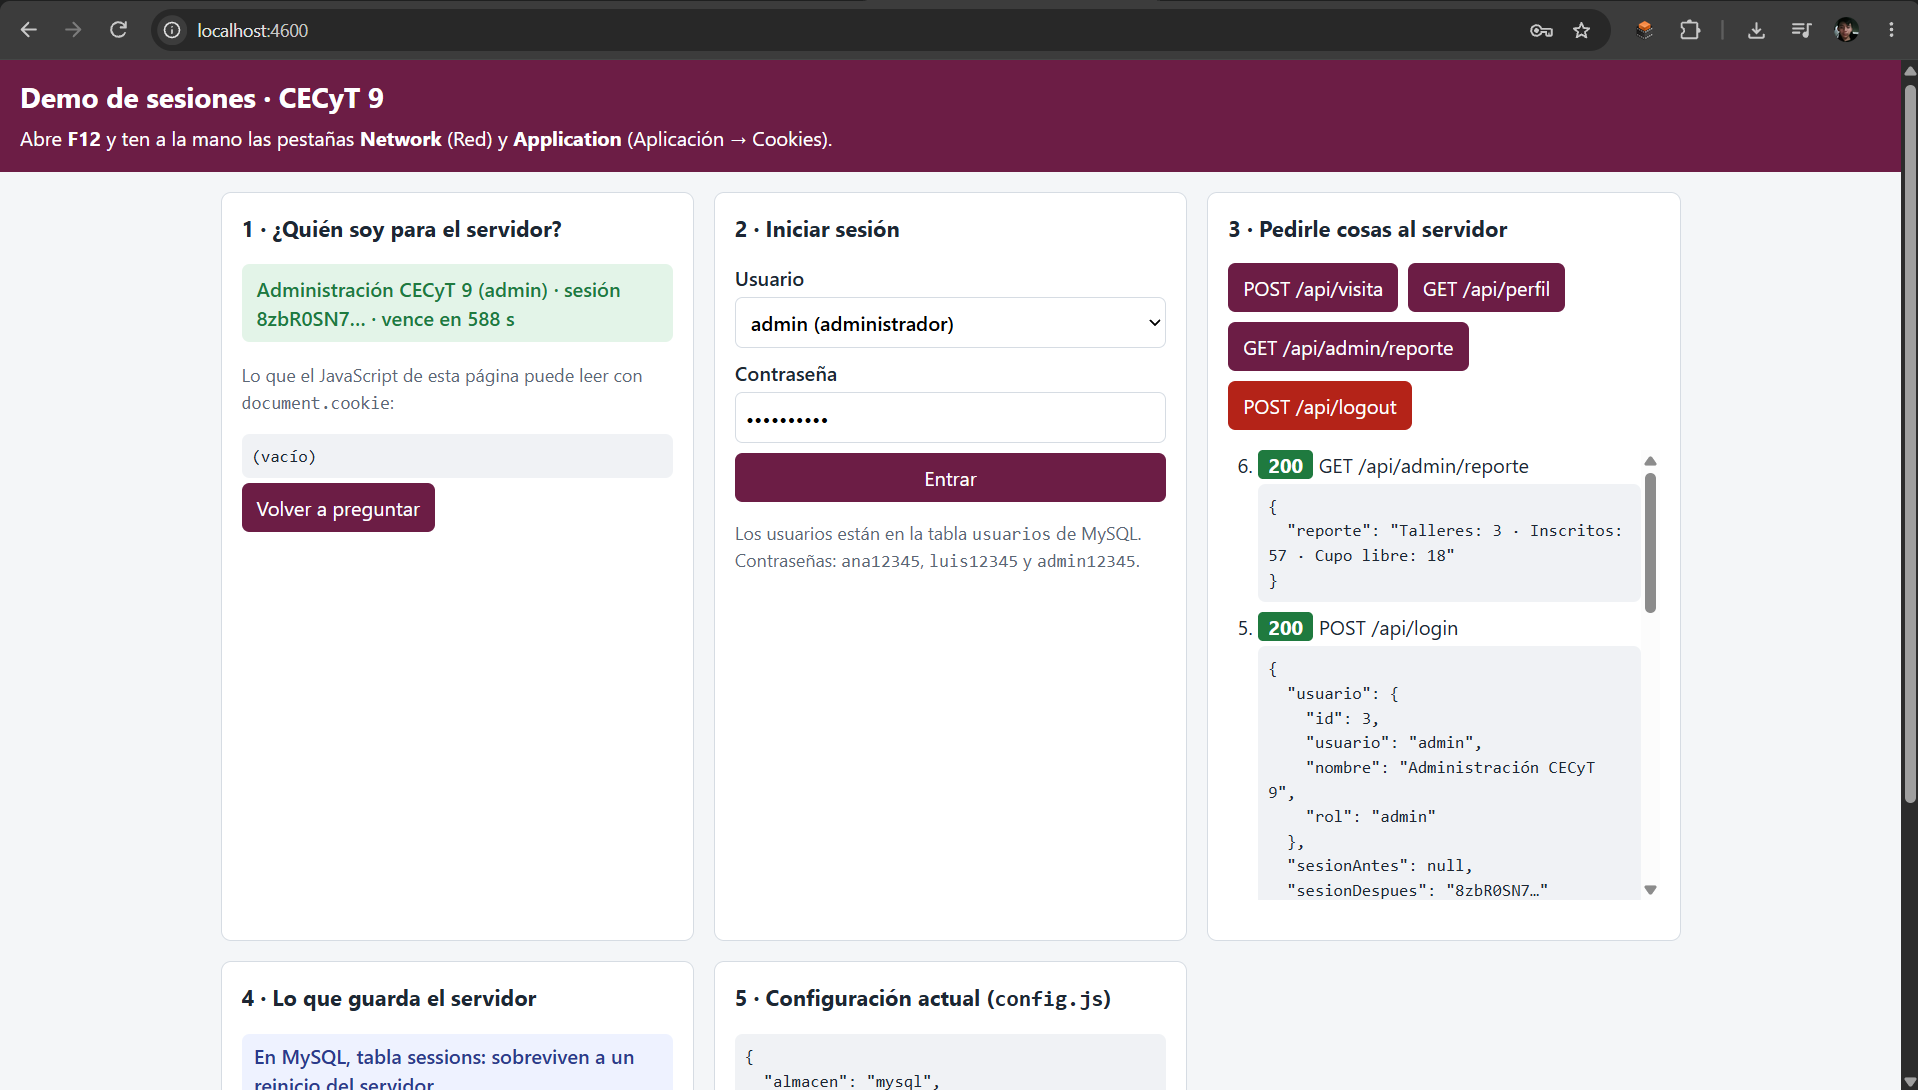 localhost:4600
Demo de sesiones · CECyT 9
Abre F12 y ten a la mano las pestañas Network (Red) y Application (Aplicación → Cookies).
1 · ¿Quién soy para el servidor?
Administración CECyT 9 (admin) · sesión
8zbR0SN7… · vence en 588 s
Lo que el JavaScript de esta página puede leer con
document.cookie:
(vacío)
Volver a preguntar
2 · Iniciar sesión
Usuario
admin (administrador)
Contraseña
••••••••••
Entrar
Los usuarios están en la tabla usuarios de MySQL.
Contraseñas: ana12345, luis12345 y admin12345.
3 · Pedirle cosas al servidor
POST /api/visita
GET /api/perfil
GET /api/admin/reporte
POST /api/logout
6. 200 GET /api/admin/reporte
{
"reporte": "Talleres: 3 · Inscritos:
57 · Cupo libre: 18"
}
5. 200 POST /api/login
{
"usuario": {
"id": 3,
"usuario": "admin",
"nombre": "Administración CECyT
9",
"rol": "admin"
},
"sesionAntes": null,
"sesionDespues": "8zbR0SN7…"
4 · Lo que guarda el servidor
En MySQL, tabla sessions: sobreviven a un
reinicio del servidor
5 · Configuración actual (config.js)
{
"almacen": "mysql",